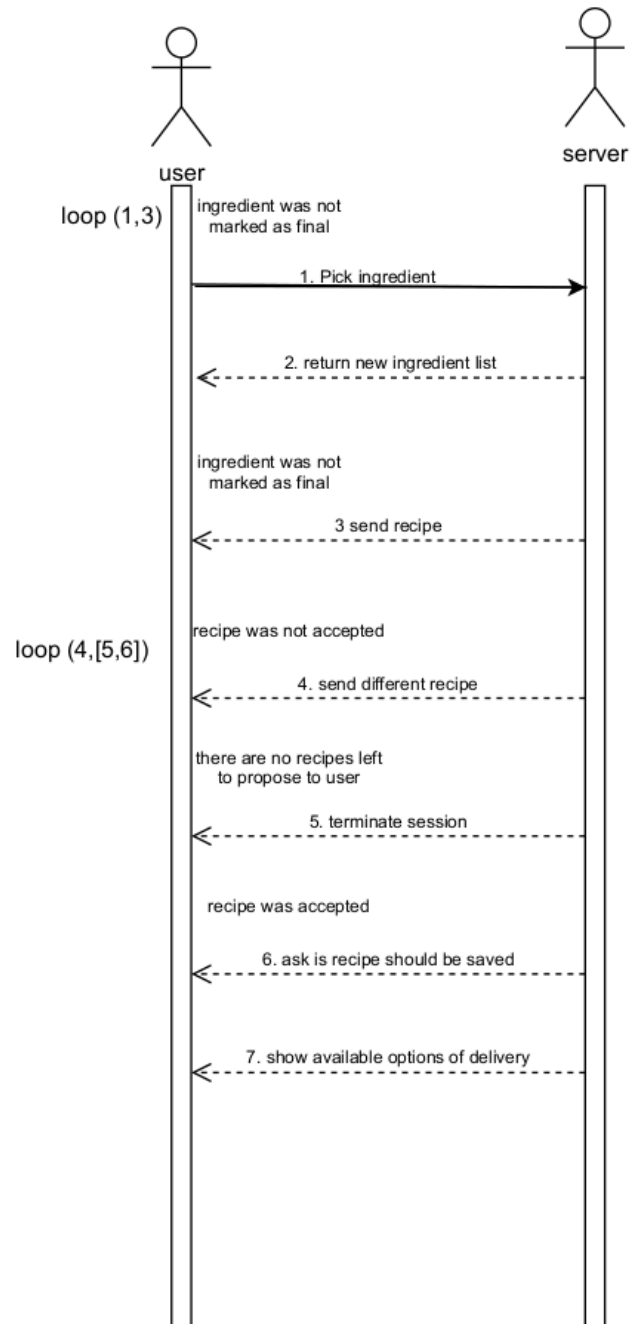 user
server
loop (1,3)
ingredient was not
marked as final
1. Pick ingredient
2. return new ingredient list
ingredient was not
marked as final
3 send recipe
loop (4,[5,6])
recipe was not accepted
4. send different recipe
there are no recipes left
to propose to user
5. terminate session
recipe was accepted
6. ask is recipe should be saved
7. show available options of delivery